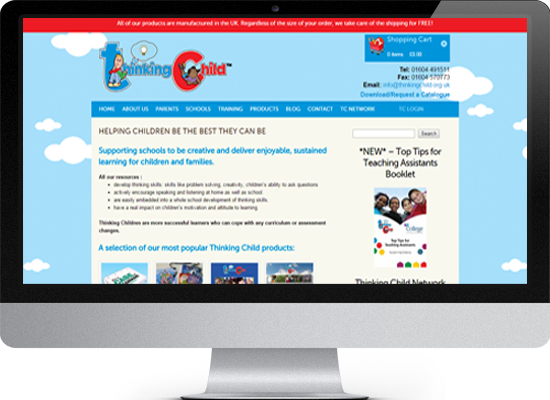 All of our products are manufactured in the UK. Regardless of the size of your order, we take care of the shipping for FREE!
Shopping Cart
0 items £0.00
thinking Child™
Tel: 01604 491511
Fax: 01604 570773
Email: info@thinkingchild.org.uk
Download/Request a Catalogue
HOME ABOUT US PARENTS SCHOOLS TRAINING PRODUCTS BLOG CONTACT TC NETWORK TC LOGIN
HELPING CHILDREN BE THE BEST THEY CAN BE
Supporting schools to be creative and deliver enjoyable, sustained
learning for children and families.
All our resources :
develop thinking skills: skills like problem solving, creativity, children's ability to ask questions
actively encourage speaking and listening at home as well as school
are easily embedded into a whole school development of thinking skills
have a real impact on children's motivation and attitude to learning
Thinking Children are more successful learners who can cope with any curriculum or assessment
changes.
A selection of our most popular Thinking Child products:
Search
*NEW* – Top Tips for
Teaching Assistants
Booklet
College
Top Tips for
Teaching Assistants
Thinking Child Network